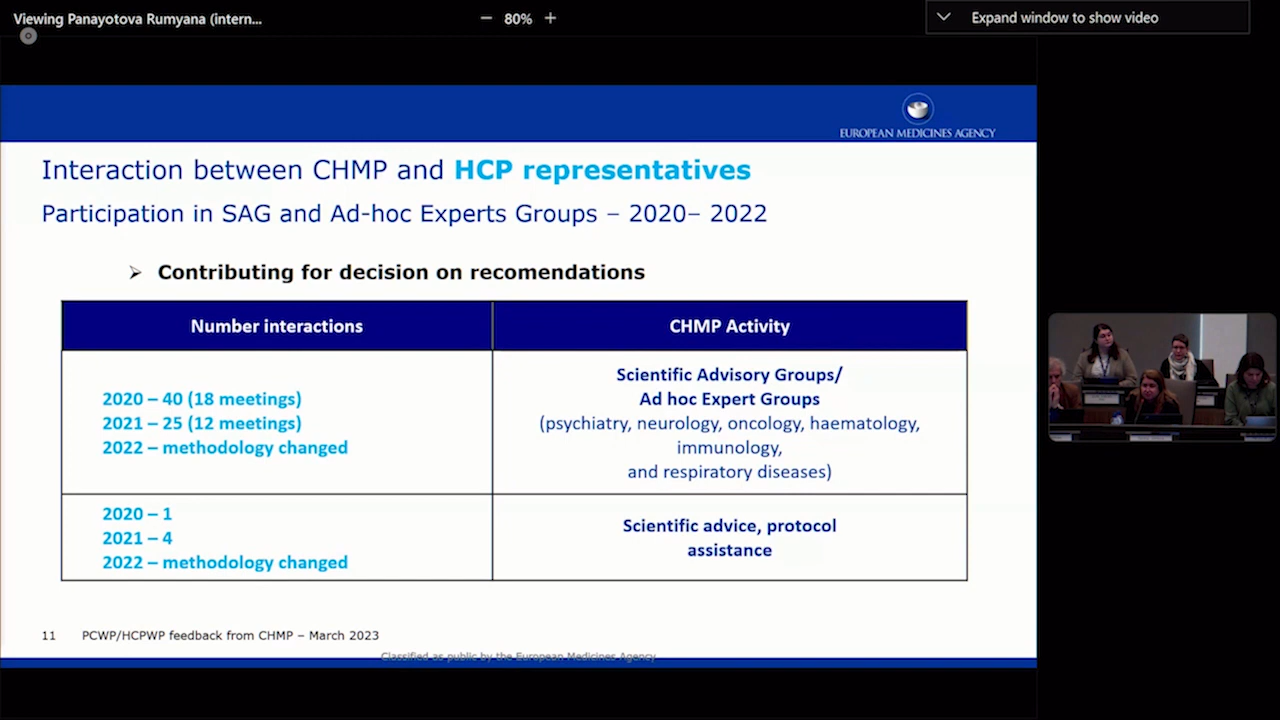 Viewing Panayotova Rumyana (intern...
80%
Expand window to show video
EUROPEAN MEDICINES AGENCY
Interaction between CHMP and HCP representatives
Participation in SAG and Ad-hoc Experts Groups – 2020– 2022
Contributing for decision on recomendations
Number interactions
CHMP Activity
2020 – 40 (18 meetings)
2021 – 25 (12 meetings)
2022 – methodology changed
Scientific Advisory Groups/
Ad hoc Expert Groups
(psychiatry, neurology, oncology, haematology,
immunology,
and respiratory diseases)
2020 – 1
2021 – 4
2022 – methodology changed
Scientific advice, protocol
assistance
11 PCWP/HCPWP feedback from CHMP – March 2023
Classified as public by the European Medicines Agency